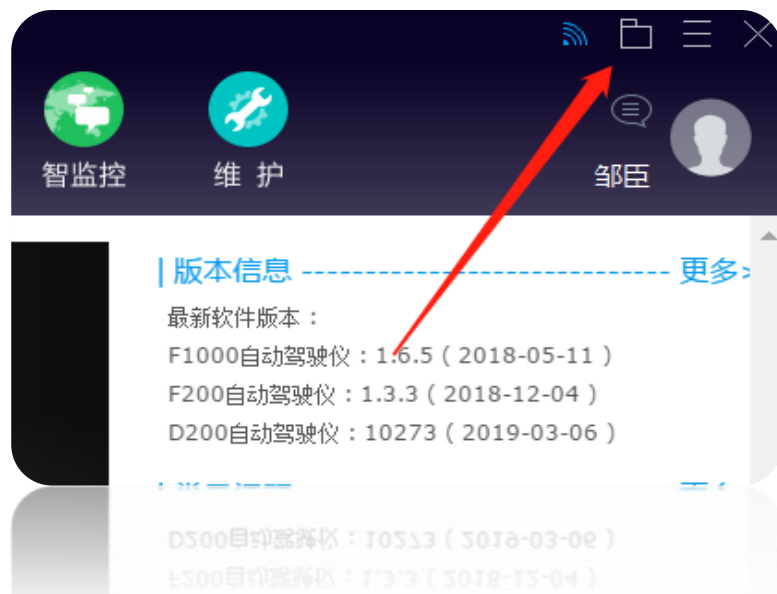 智监控
维 护
邹臣
版本信息 ----------------------------- 更多>
最新软件版本：
F1000自动驾驶仪：1.6.5 ( 2018-05-11 )
F200自动驾驶仪：1.3.3 ( 2018-12-04 )
D200自动驾驶仪：10273 ( 2019-03-06 )